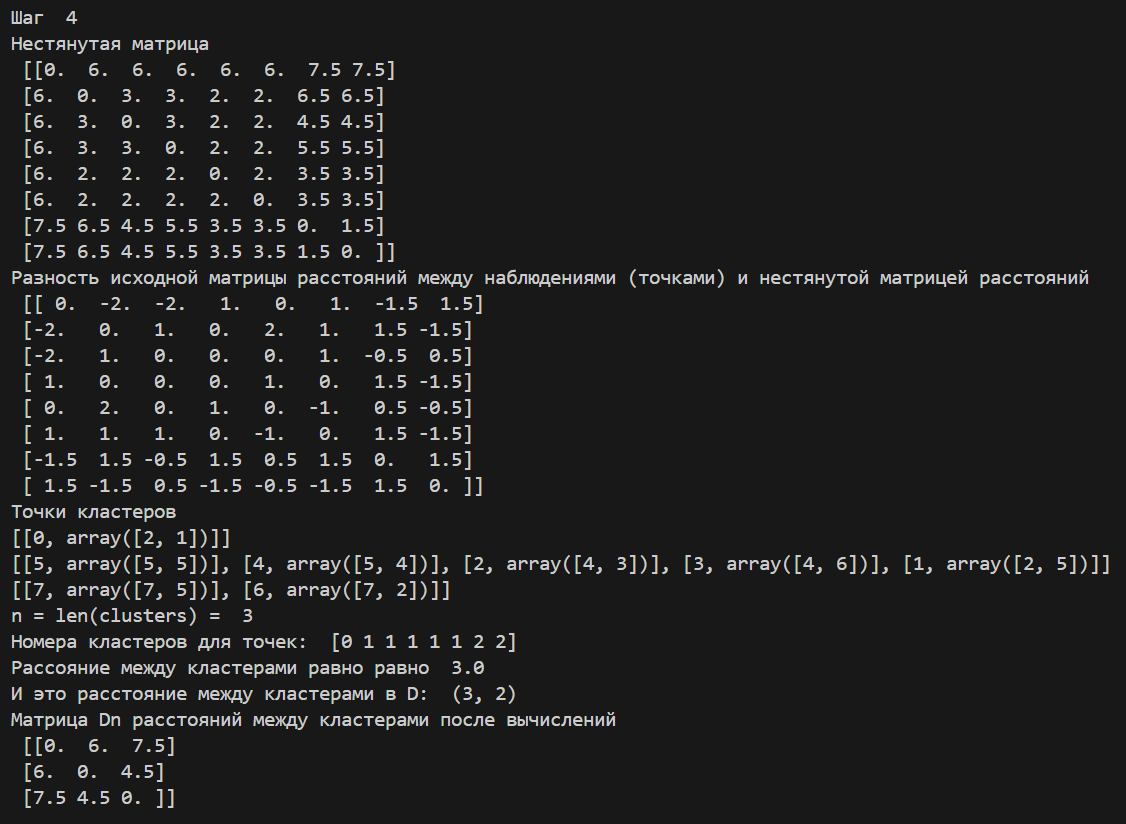 Шаг  4
Нестянутая матрица
 [[0.  6.  6.  6.  6.  6.  7.5 7.5]
 [6.  0.  3.  3.  2.  2.  6.5 6.5]
 [6.  3.  0.  3.  2.  2.  4.5 4.5]
 [6.  3.  3.  0.  2.  2.  5.5 5.5]
 [6.  2.  2.  2.  0.  2.  3.5 3.5]
 [6.  2.  2.  2.  2.  0.  3.5 3.5]
 [7.5 6.5 4.5 5.5 3.5 3.5 0.  1.5]
 [7.5 6.5 4.5 5.5 3.5 3.5 1.5 0. ]]
Разность исходной матрицы расстояний между наблюдениями (точками) и нестянутой матрицей расстояний
 [[ 0.  -2.  -2.   1.   0.   1.  -1.5  1.5]
 [-2.   0.   1.   0.   2.   1.   1.5 -1.5]
 [-2.   1.   0.   0.   0.   1.  -0.5  0.5]
 [ 1.   0.   0.   0.   1.   0.   1.5 -1.5]
 [ 0.   2.   0.   1.   0.  -1.   0.5 -0.5]
 [ 1.   1.   1.   0.  -1.   0.   1.5 -1.5]
 [-1.5  1.5 -0.5  1.5  0.5  1.5  0.   1.5]
 [ 1.5 -1.5  0.5 -1.5 -0.5 -1.5  1.5  0. ]]
Точки кластеров
[[0, array([2, 1])]]
[[5, array([5, 5])], [4, array([5, 4])], [2, array([4, 3])], [3, array([4, 6])], [1, array([2, 5])]]
[[7, array([7, 5])], [6, array([7, 2])]]
n = len(clusters) =  3
Номера кластеров для точек:  [0 1 1 1 1 1 2 2]
Рассояние между кластерами равно равно  3.0
И это расстояние между кластерами в D:  (3, 2)
Матрица Dn расстояний между кластерами после вычислений
 [[0.  6.  7.5]
 [6.  0.  4.5]
 [7.5 4.5 0. ]]